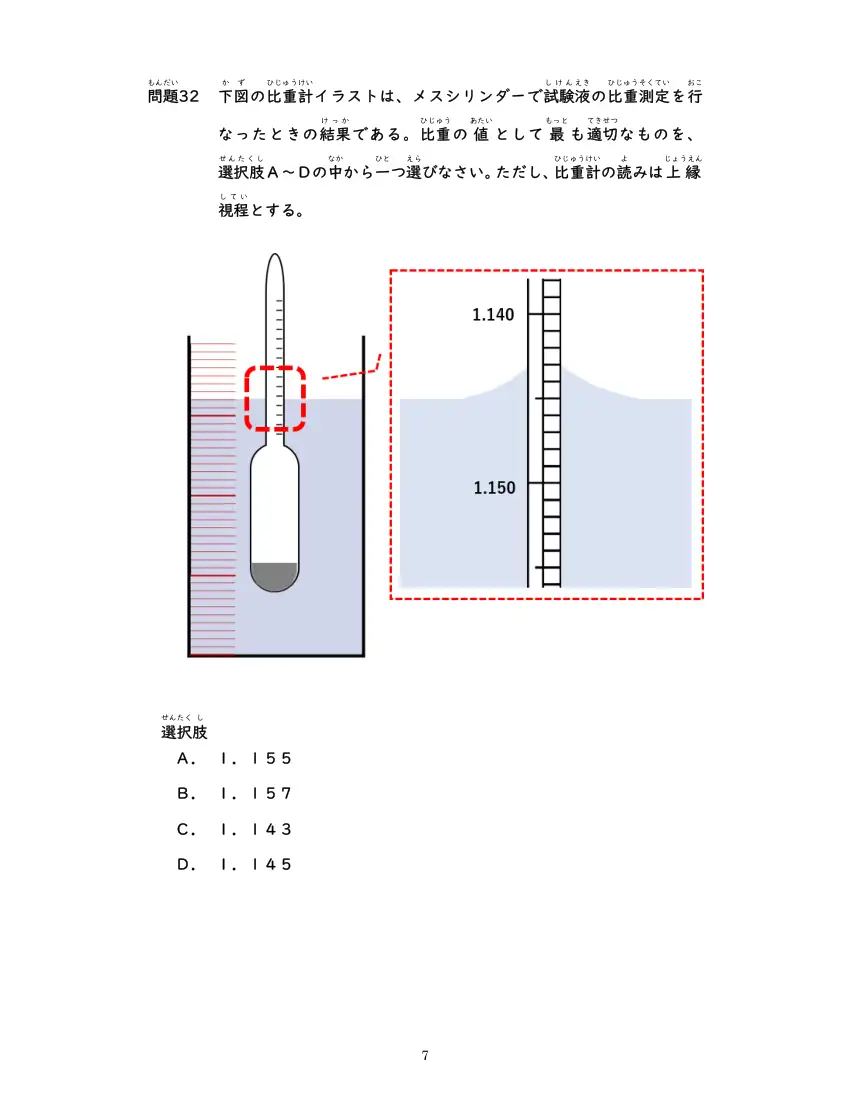 もんだい か ず ひじゅうけい しけんえき ひじゅうそくてい おこ
問題32 下図の比重計イラストは、メスシリンダーで試験液の比重測定を行
けっか ひじゅう あたい もっと てきせつ
なったときの結果である。比重の値として最も適切なものを、
せんたくし なか ひと えら ひじゅうけい よ じょうえん
選択肢A～Dの中から一つ選びなさい。ただし、比重計の読みは上縁
してい
視程とする。
1.140
1.150
せんたくし
選択肢
A． １．１５５
B． １．１５７
C． １．１４３
D． １．１４５
7